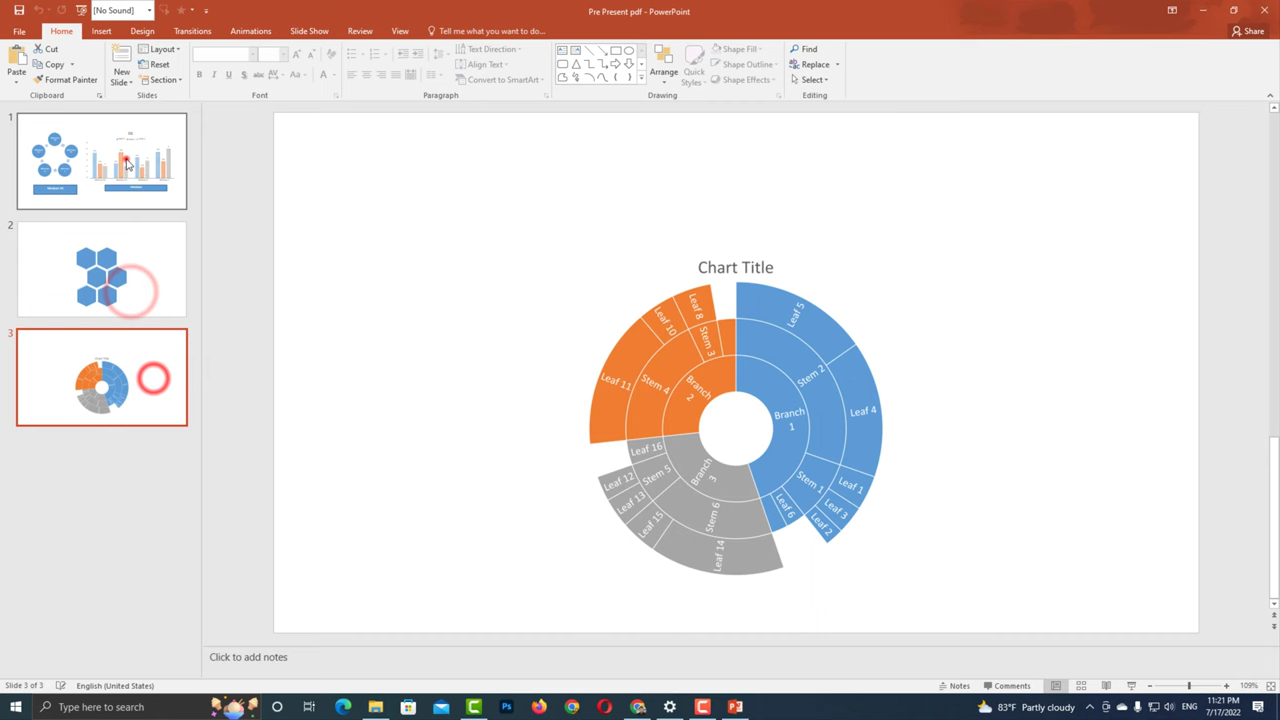 [No Sound]
Pre Present pdf - PowerPoint
File Home Insert Design Transitions Animations Slide Show Review View Tell me what you want to do...
Share
Paste
Cut
Copy
Format Painter
Clipboard
New
Slide
Layout
Reset
Section
Slides
B I U S abc AV Aa A
Font
Text Direction
Align Text
Convert to SmartArt
Paragraph
Arrange
Quick
Styles
Shape Fill
Shape Outline
Shape Effects
Drawing
Find
Replace
Select
Editing
1
2
3
Chart Title
Leaf 5
Leaf 8
Leaf 10
Stem 3
Leaf 11
Stem 4
Branch
2
Stem 2
Branch
1
Leaf 4
Leaf 16
Leaf 12
Stem 5
Branch
3
Stem 1
Leaf 1
Leaf 13
Leaf 6
Leaf 3
Leaf 2
Leaf 15
Stem 6
Leaf 14
Click to add notes
Slide 3 of 3
English (United States)
Notes
Comments
109%
Type here to search
83°F Partly cloudy
ENG
11:21 PM
7/17/2022